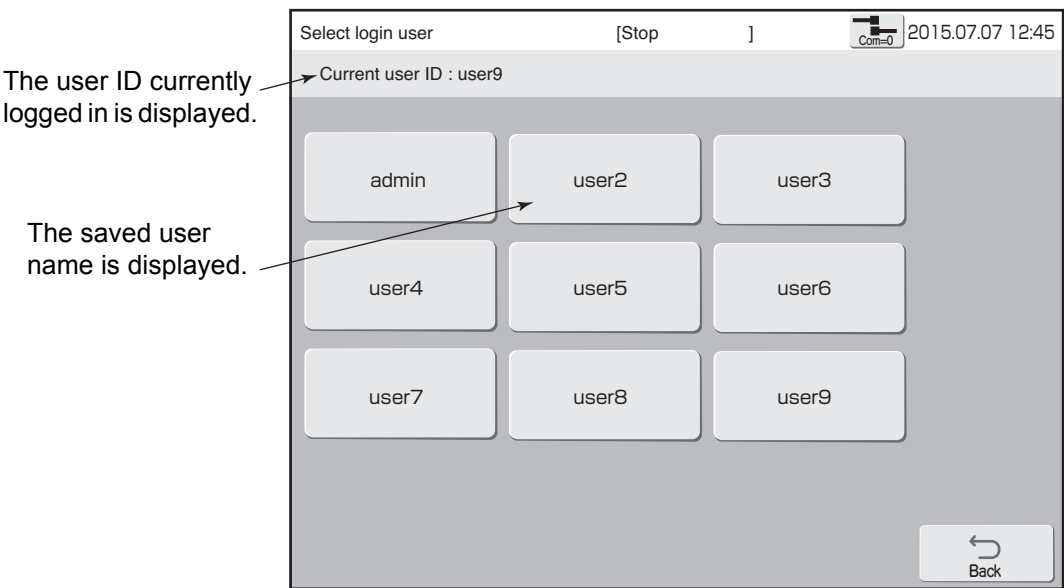 Select login user [Stop ] Com=0 2015.07.07 12:45
Current user ID : user9
The user ID currently
logged in is displayed.
admin user2 user3
The saved user
name is displayed.
user4 user5 user6
user7 user8 user9
Back